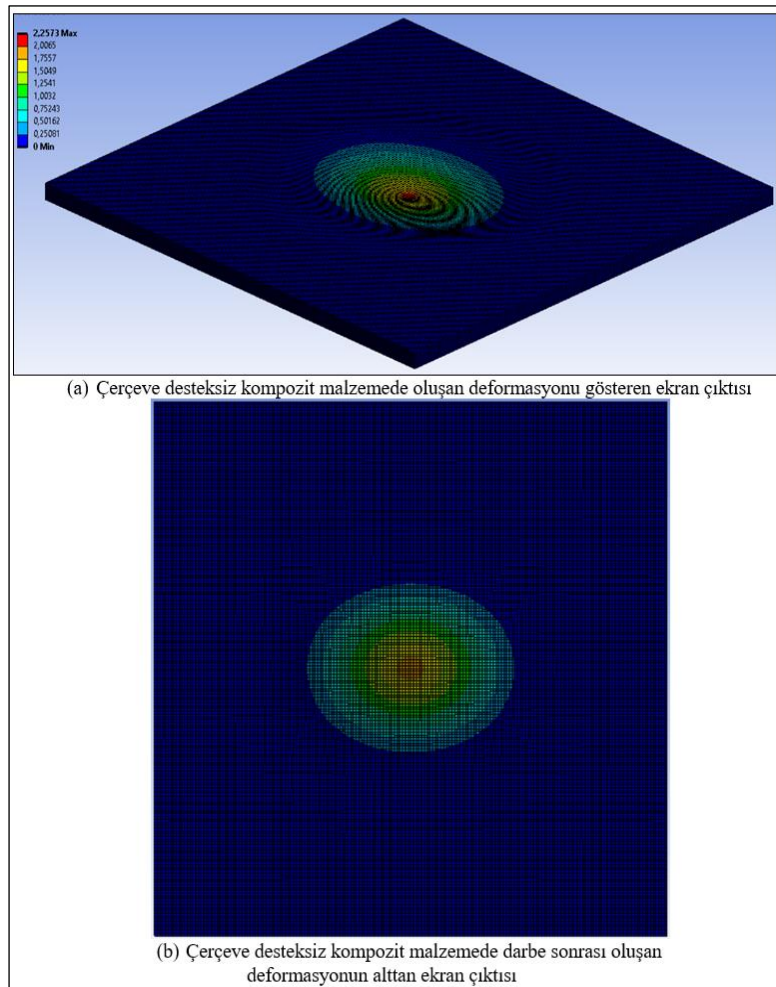 2,2573 Max
2,0065
1,7557
1,5049
1,2541
1,0032
0,75243
0,50162
0,25081
0 Min
(a) Çerçeve desteksiz kompozit malzemede oluşan deformasyonu gösteren ekran çıktısı
(b) Çerçeve desteksiz kompozit malzemede darbe sonrası oluşan
deformasyonun alttan ekran çıktısı